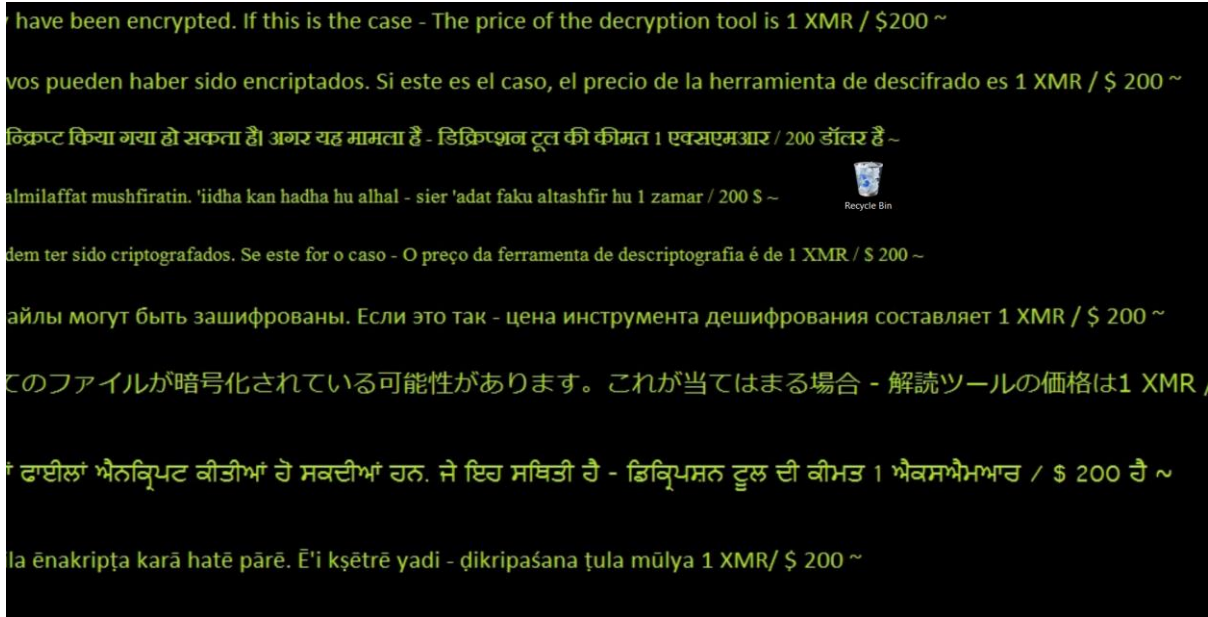 have been encrypted. If this is the case - The price of the decryption tool is 1 XMR / $200 ~
vos pueden haber sido encriptados. Si este es el caso, el precio de la herramienta de descifrado es 1 XMR / $ 200 ~
न्क्रिप्ट किया गया हो सकता है। अगर यह मामला है - डिक्रिप्शन टूल की कीमत 1 एक्सएमआर / 200 डॉलर है ~
almilaffat mushfiratin. 'iidha kan hadha hu alhal - sier 'adat faku altashfir hu 1 zamar / 200 $ ~
Recycle Bin
dem ter sido criptografados. Se este for o caso - O preço da ferramenta de descriptografia é de 1 XMR / $ 200 ~
айлы могут быть зашифрованы. Если это так - цена инструмента дешифрования составляет 1 XMR / $ 200 ~
てのファイルが暗号化されている可能性があります。これが当てはまる場合 - 解読ツールの価格は1 XMR /
ਫਾਈਲਾਂ ਐਨਕ੍ਰਿਪਟ ਕੀਤੀਆਂ ਹੋ ਸਕਦੀਆਂ ਹਨ. ਜੇ ਇਹ ਸਥਿਤੀ ਹੈ - ਡਿਕ੍ਰਿਪਸ਼ਨ ਟੂਲ ਦੀ ਕੀਮਤ 1 ਐਕਸਐਮਆਰ / $ 200 ਹੈ ~
la ēnakripṭa karā hatē pārē. Ē'i kṣētrē yadi - ḍikripaśana ṭula mūlya 1 XMR/ $ 200 ~